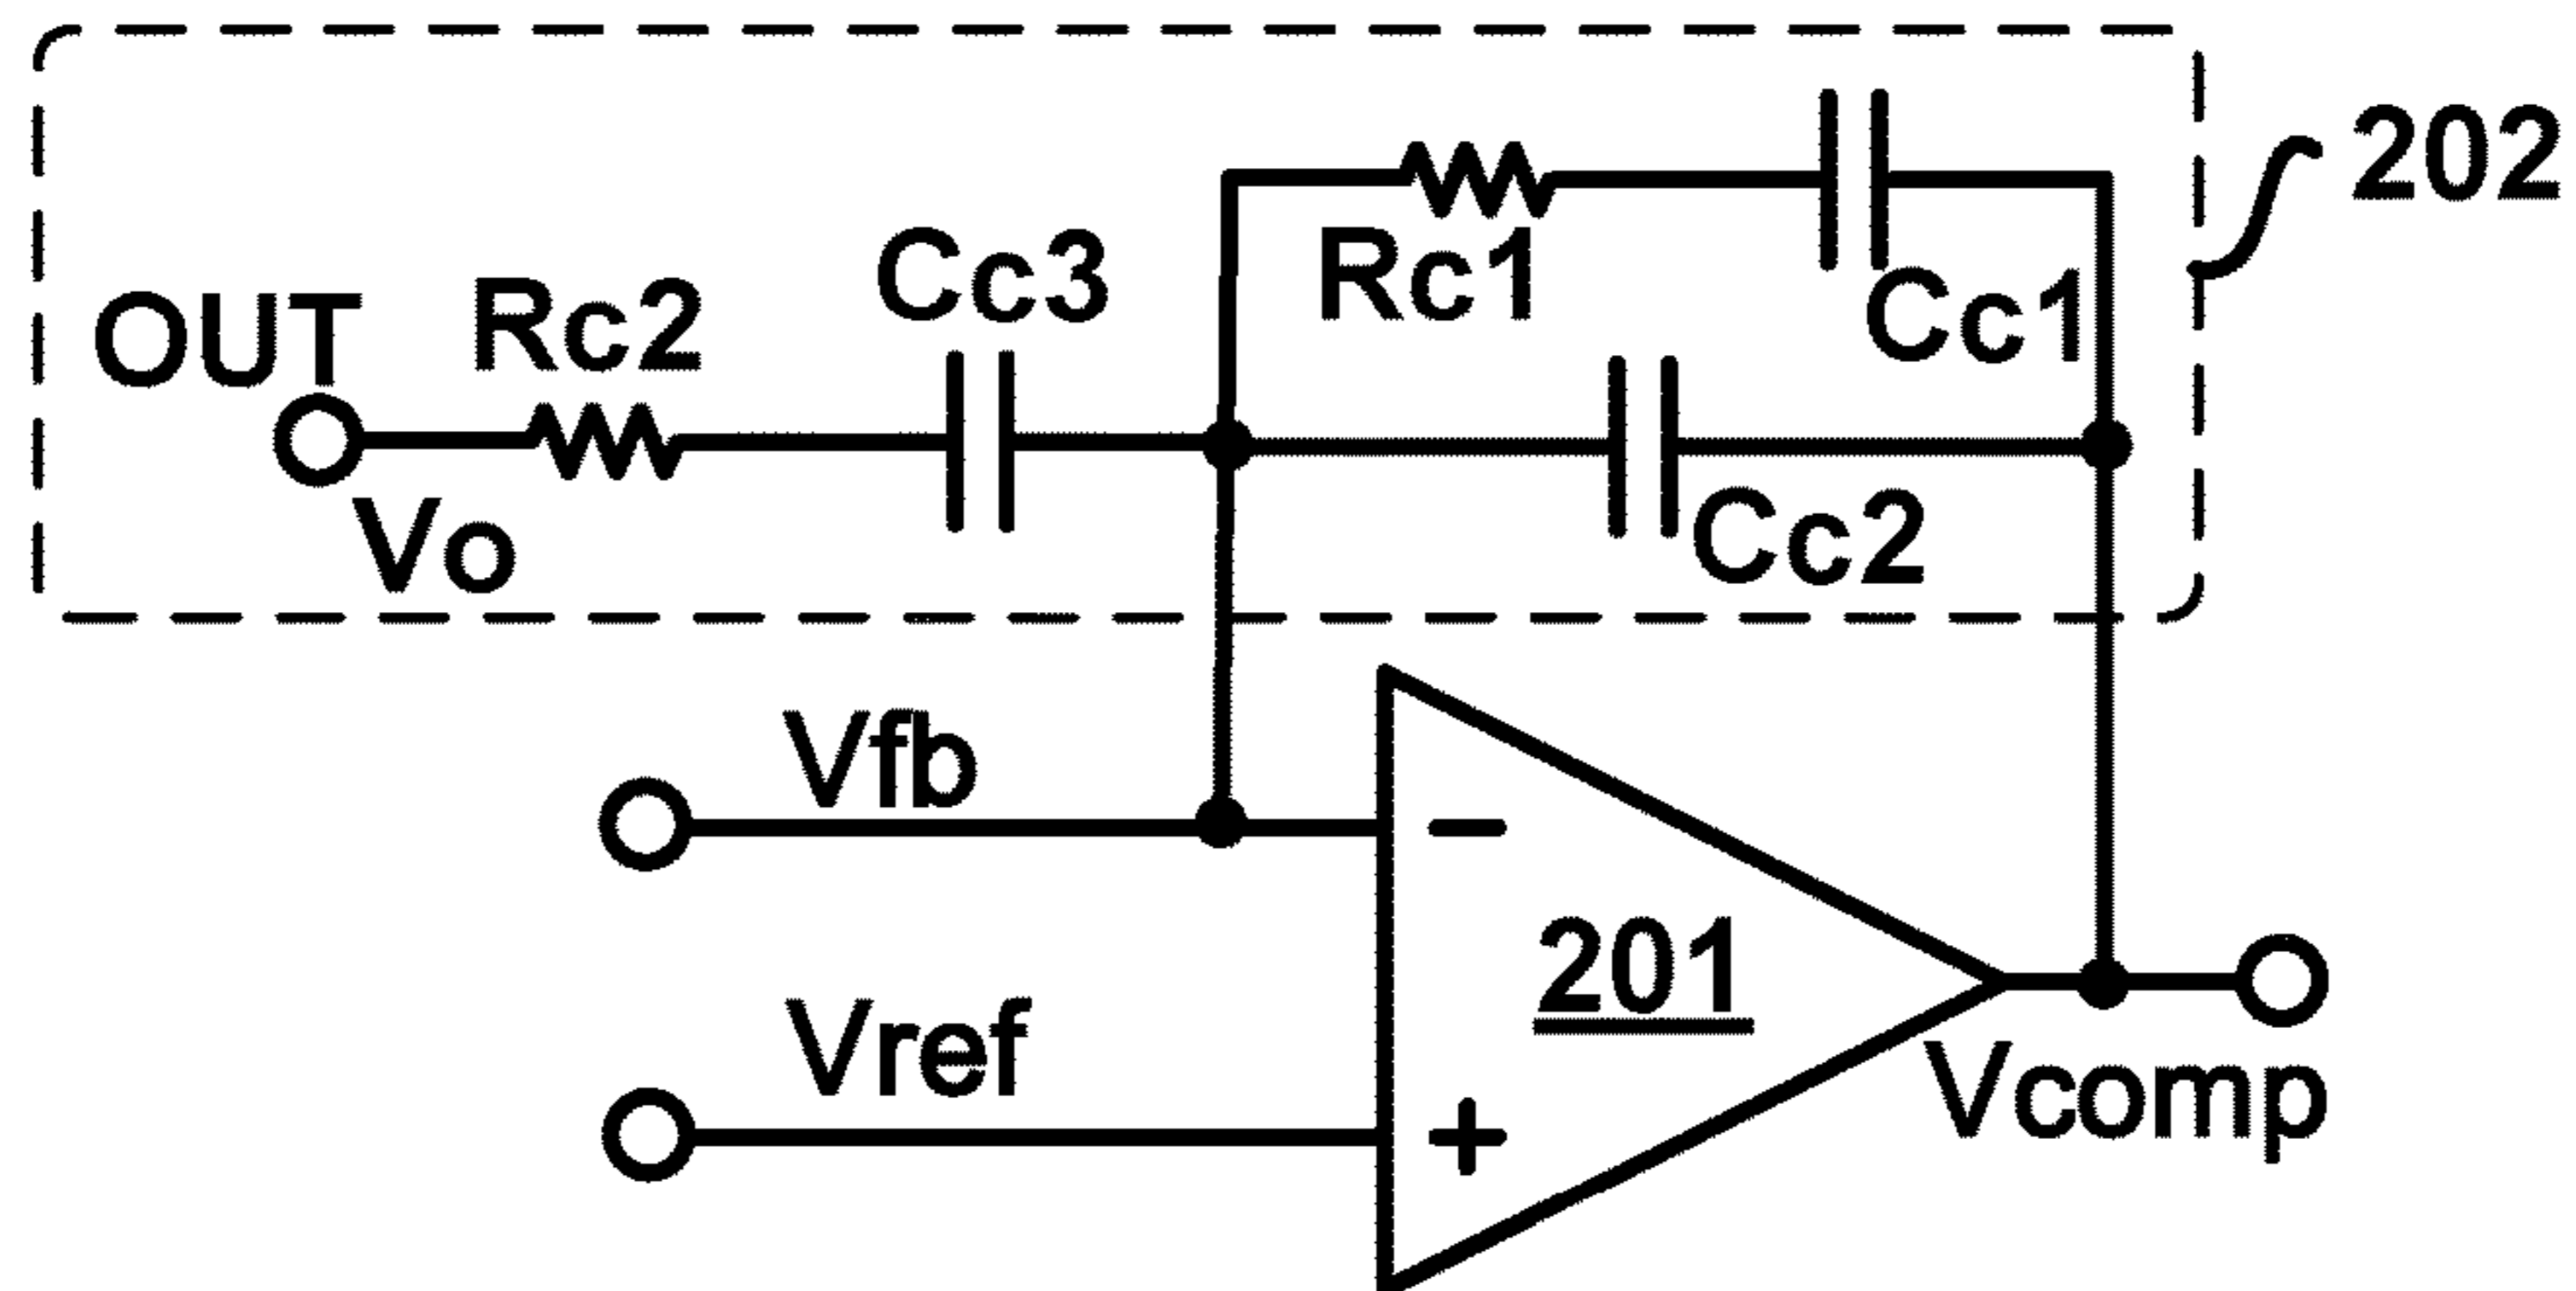 202
Cc3
Rc1
Cc1
OUT
Rc2
Vo
Cc2
Vfb
-
201
Vref
+
Vcomp